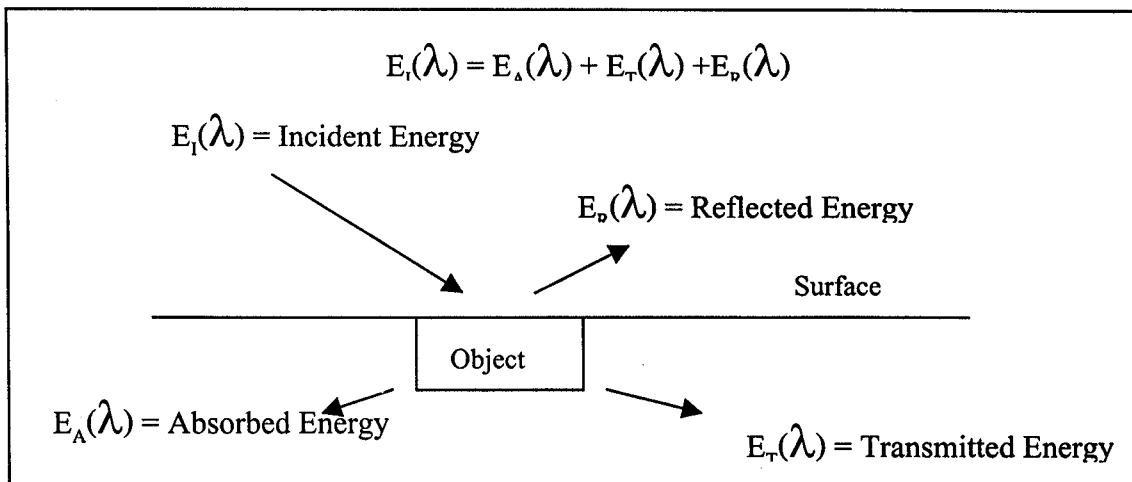 E_I(λ) = E_A(λ) + E_T(λ) +E_R(λ)
E_I(λ) = Incident Energy
E_R(λ) = Reflected Energy
Surface
Object
E_A(λ) = Absorbed Energy
E_T(λ) = Transmitted Energy